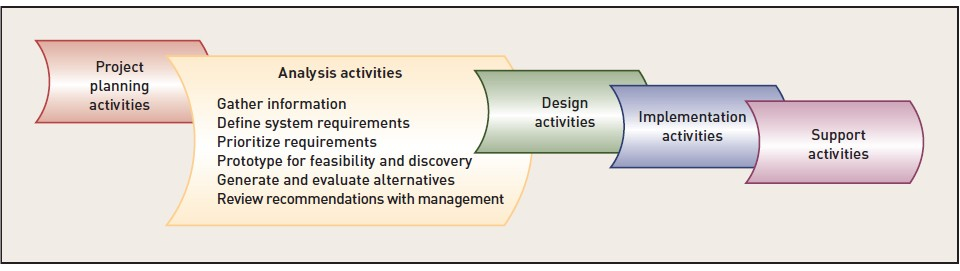 Project
planning
activities
Analysis activities
Gather information
Define system requirements
Prioritize requirements
Prototype for feasibility and discovery
Generate and evaluate alternatives
Review recommendations with management
Design
activities
Implementation
activities
Support
activities